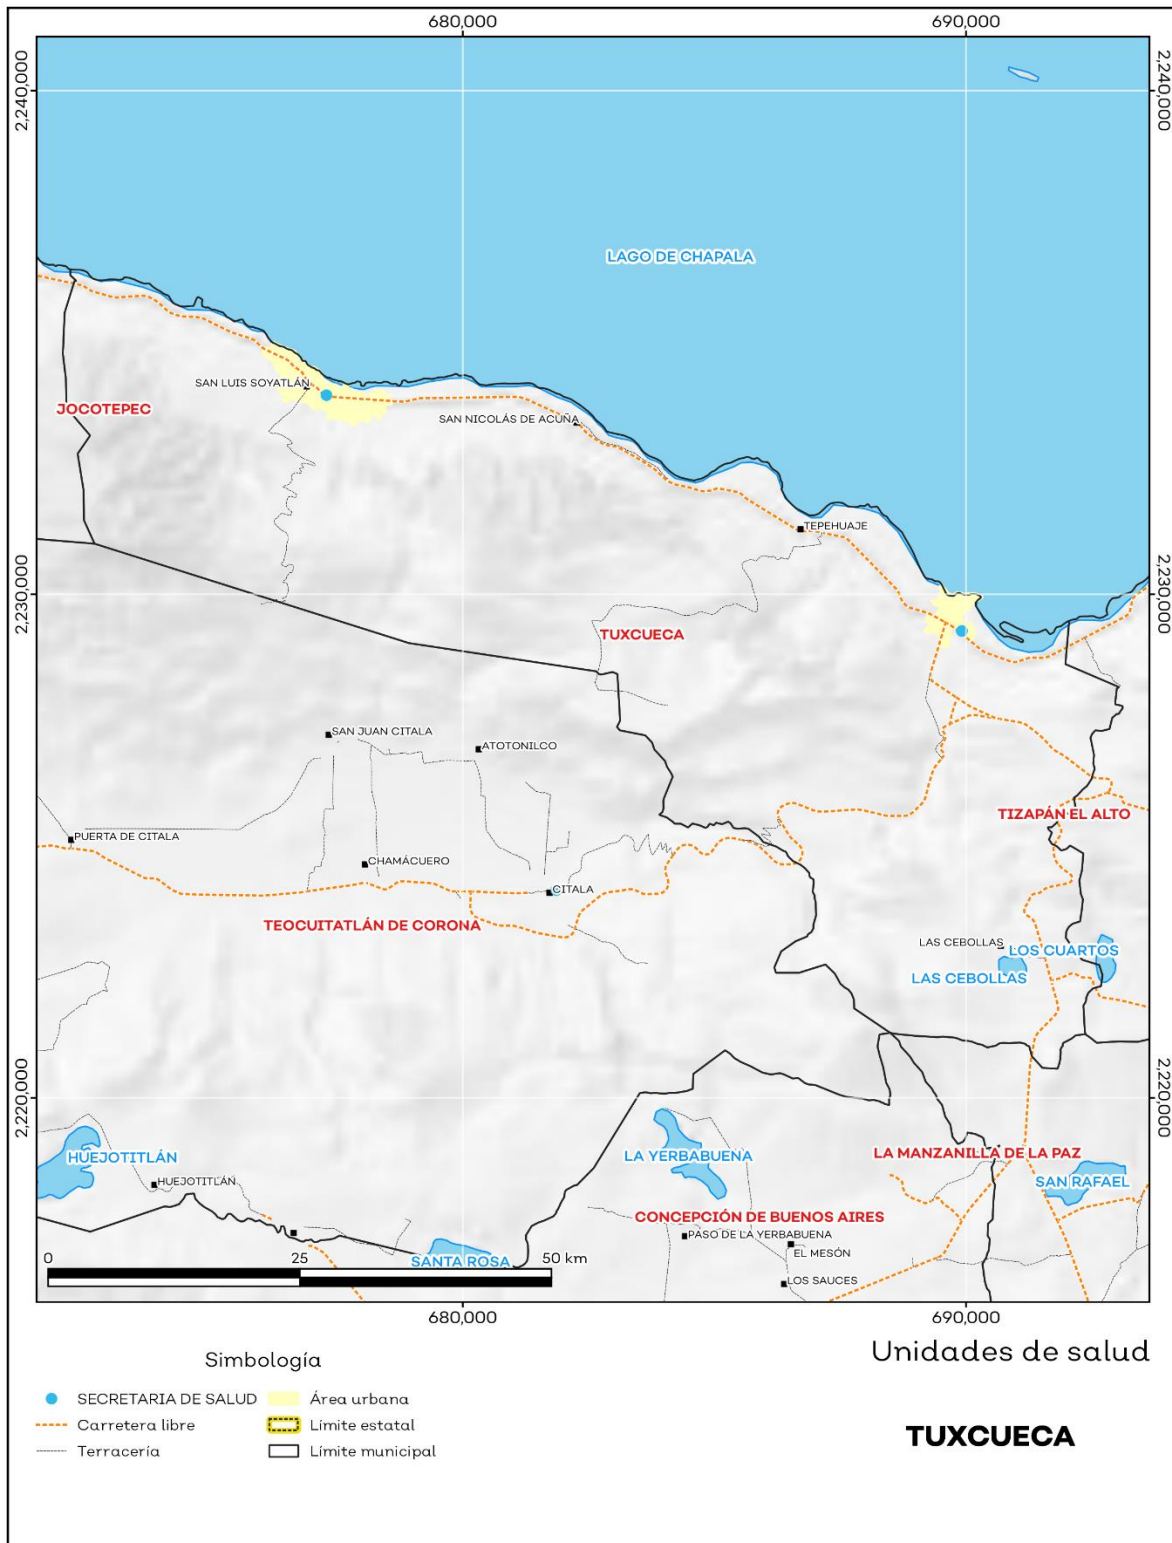 680,000
690,000
2,240,000
2,240,000
LAGO DE CHAPALA
SAN LUIS SOYATLÁN
JOCOTEPEC
SAN NICOLÁS DE ACUÑA
TEPEHUAJE
2,230,000
2,230,000
TUXCUECA
SAN JUAN CITALA
ATOTONILCO
TIZAPÁN EL ALTO
PUERTA DE CITALA
CHAMÁCUERO
CITALA
TEOCUITATLÁN DE CORONA
LAS CEBOLLAS
LOS CUARTOS
LAS CEBOLLAS
2,220,000
2,220,000
HUEJOTITLÁN
LA YERBABUENA
LA MANZANILLA DE LA PAZ
HUEJOTITLÁN
SAN RAFAEL
CONCEPCIÓN DE BUENOS AIRES
PASO DE LA YERBABUENA
EL MESÓN
0 25 50 km
SANTA ROSA
LOS SAUCES
680,000
690,000
Simbología
Unidades de salud
SECRETARIA DE SALUD
Área urbana
Carretera libre
Límite estatal
Terracería
Límite municipal
TUXCUECA